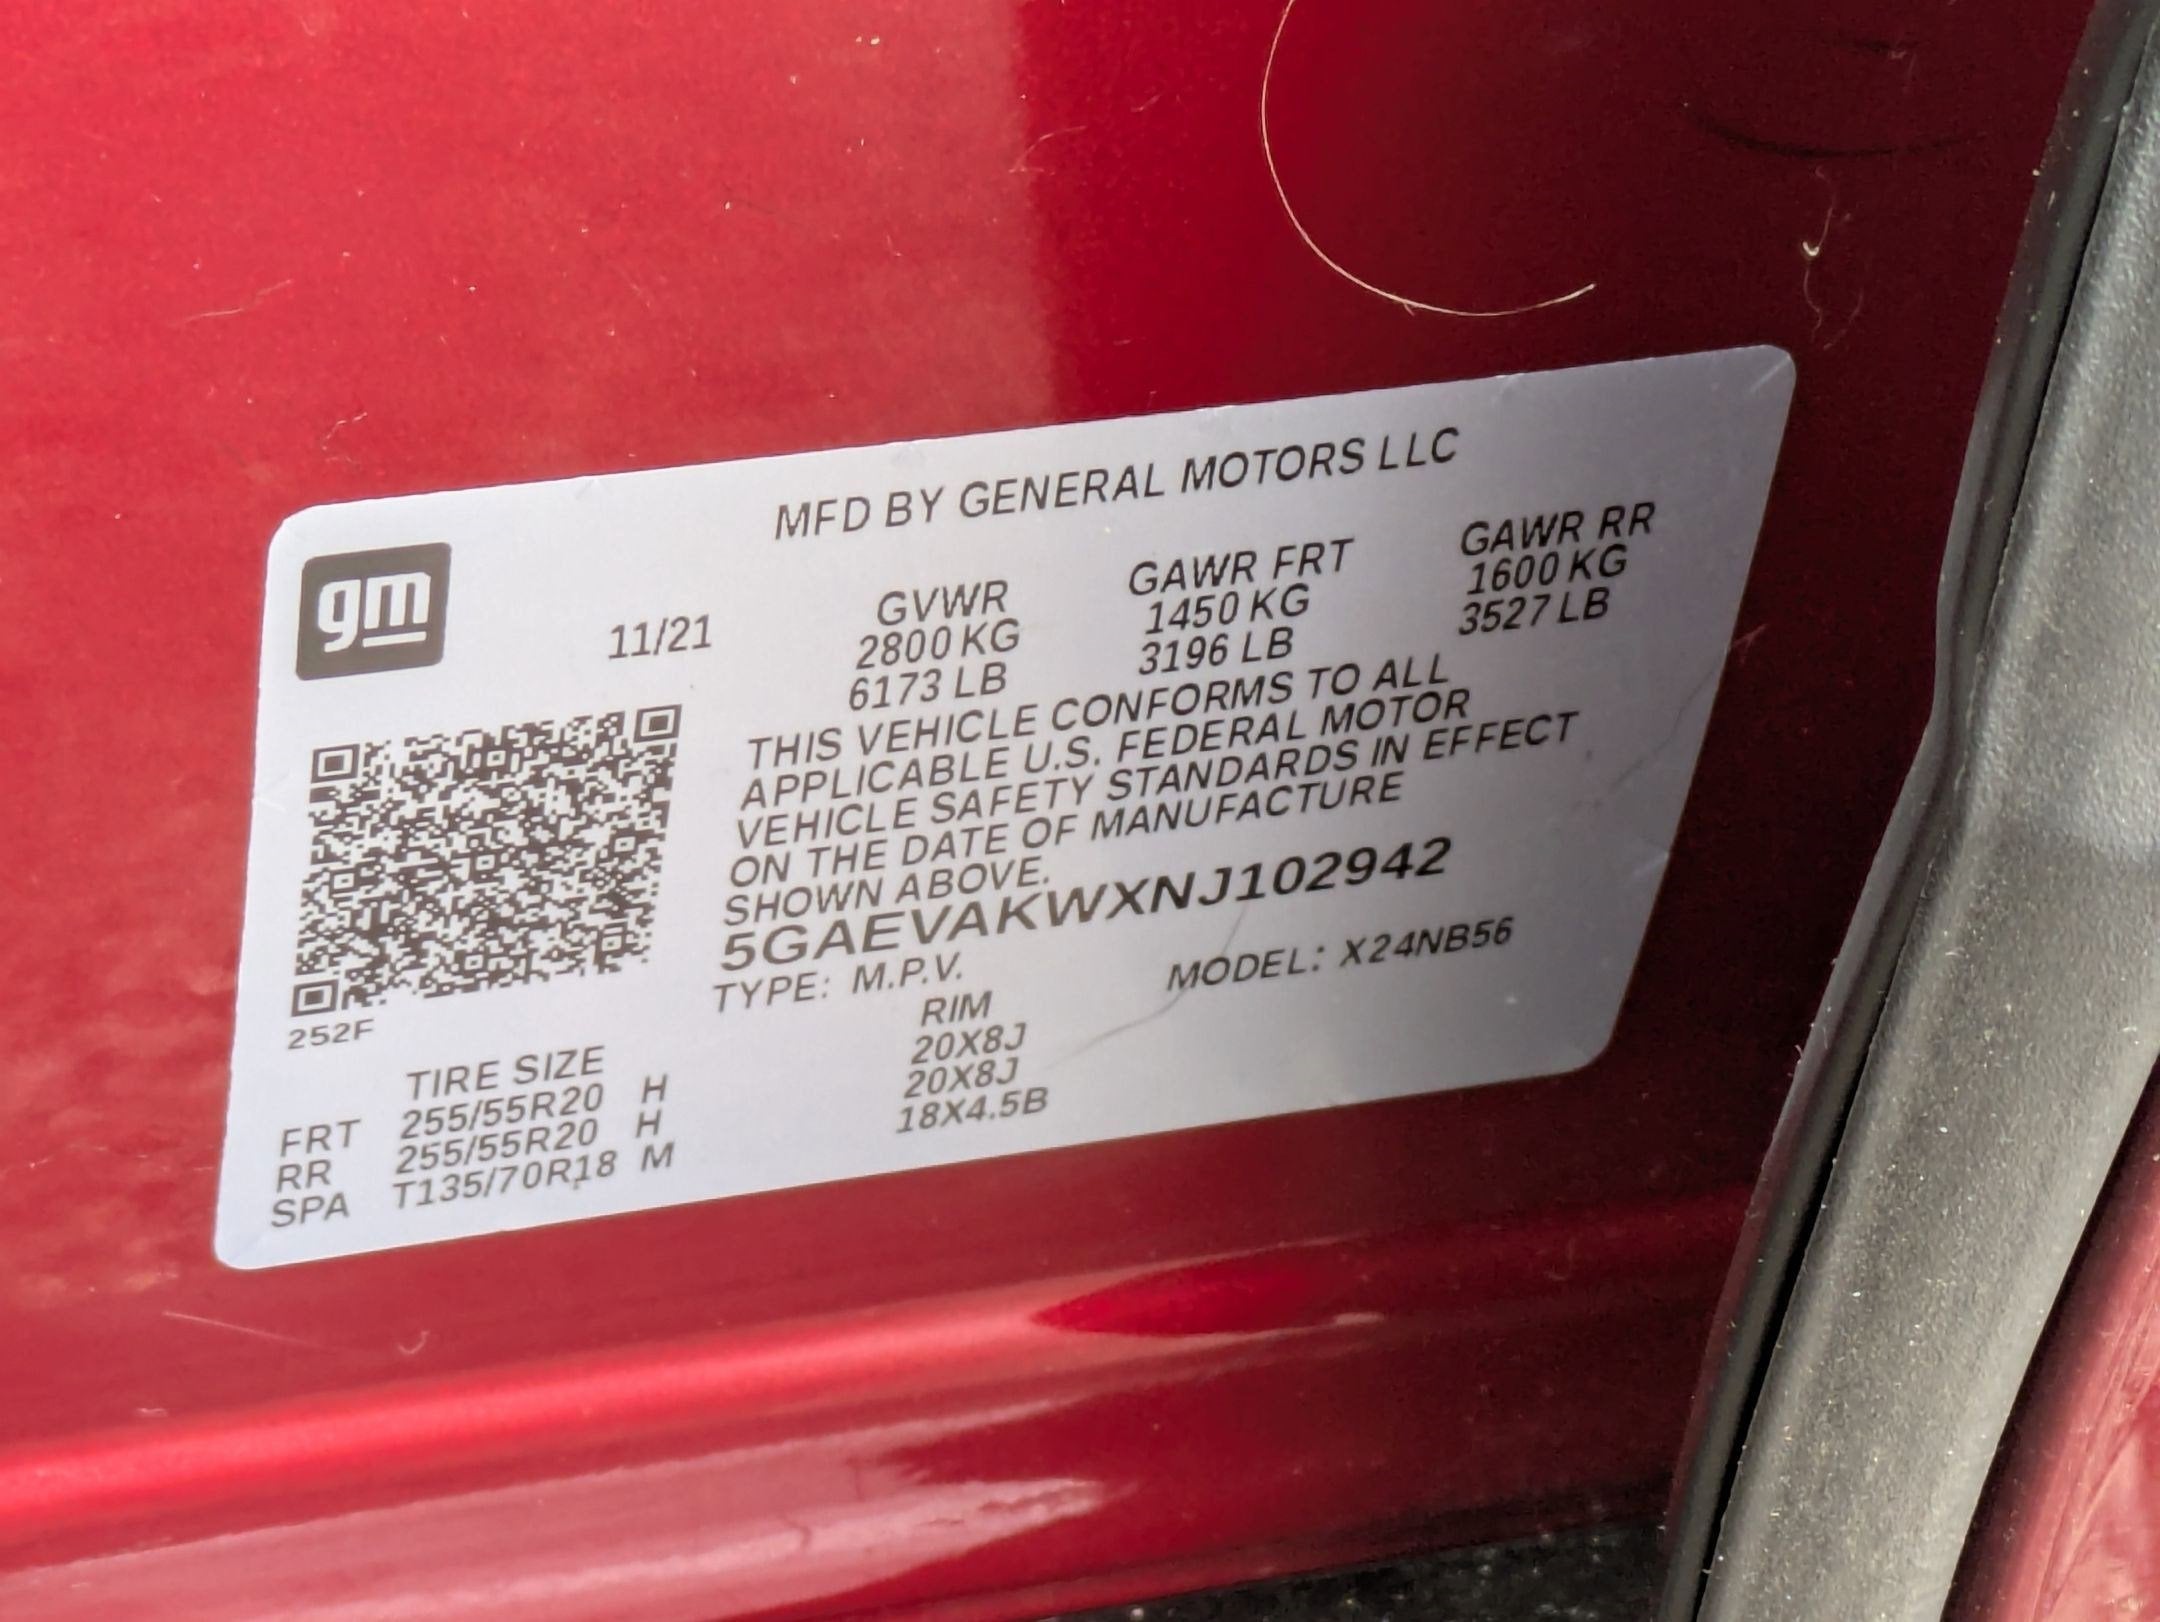 MFD BY GENERAL MOTORS LLC
gm
11/21
GVWR GAWR FRT GAWR RR
2800 KG 1450 KG 1600 KG
6173 LB 3196 LB 3527 LB
THIS VEHICLE CONFORMS TO ALL
APPLICABLE U.S. FEDERAL MOTOR
VEHICLE SAFETY STANDARDS IN EFFECT
ON THE DATE OF MANUFACTURE
SHOWN ABOVE.
5GAEVAKWXNJ102942
TYPE: M.P.V. MODEL: X24NB56
252F
TIRE SIZE RIM
FRT 255/55R20 H 20X8J
RR 255/55R20 H 20X8J
SPA T135/70R18 M 18X4.5B